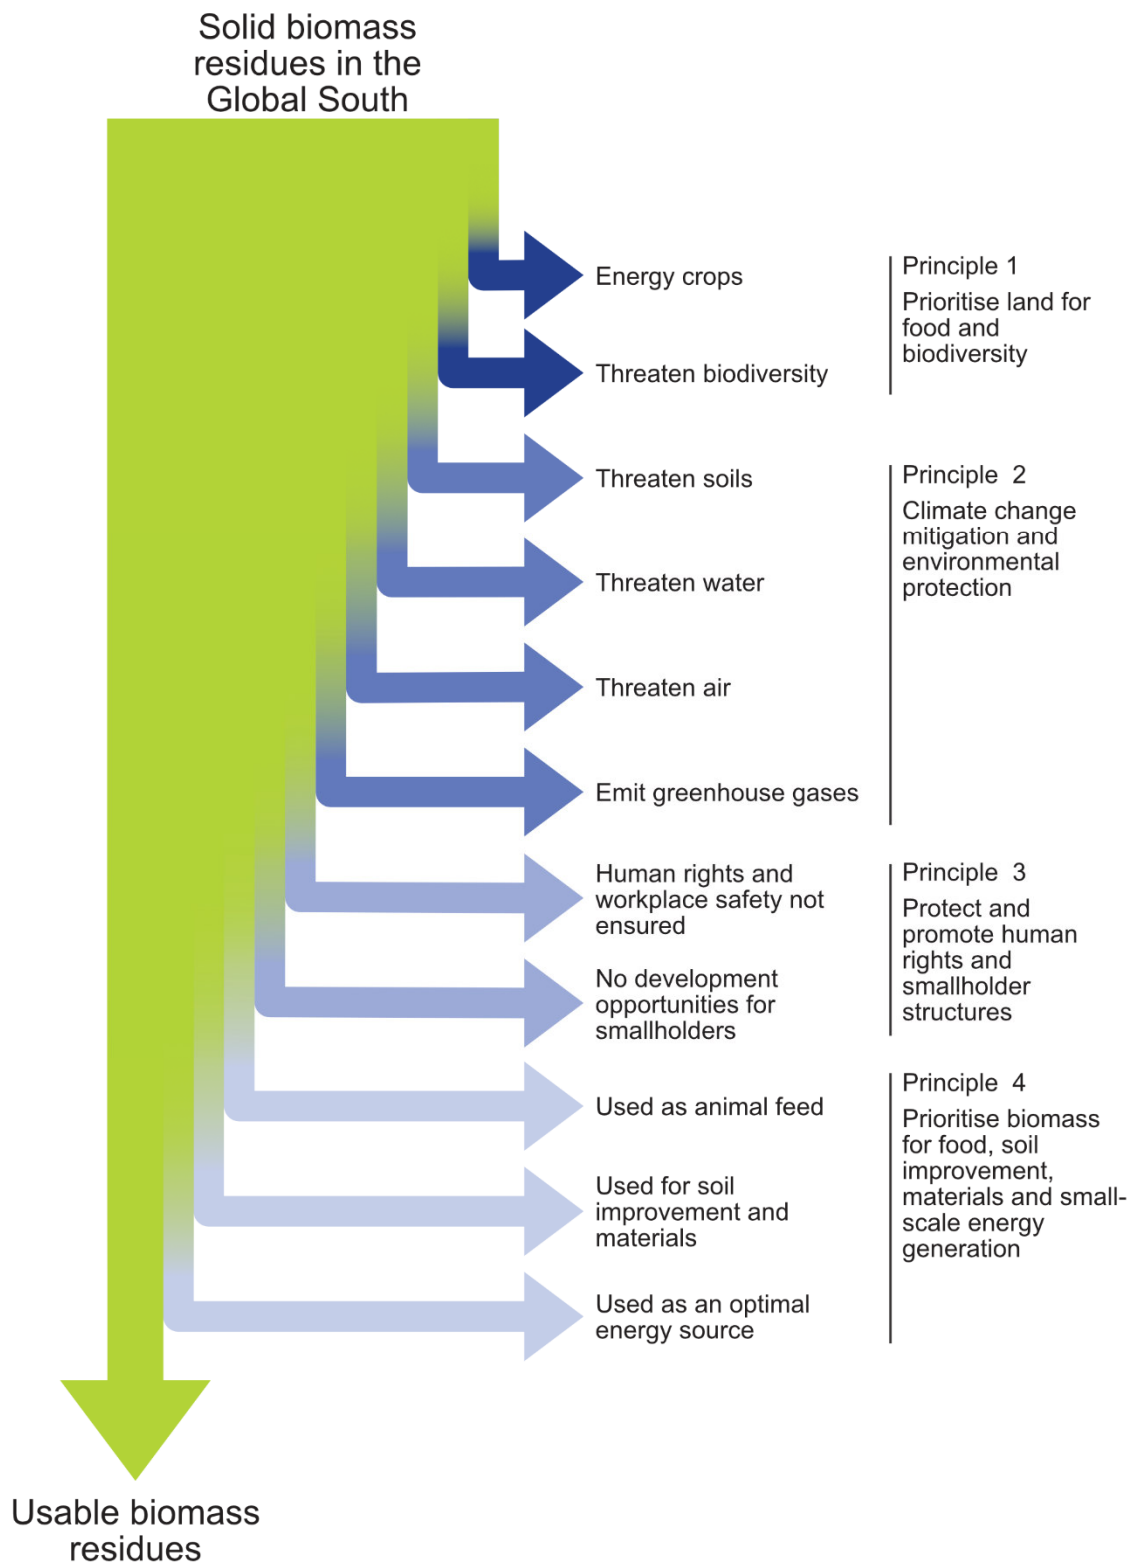 Solid biomass
residues in the
Global South
Energy crops
Principle 1
Prioritise land for
food and
biodiversity
Threaten biodiversity
Threaten soils
Principle 2
Climate change
mitigation and
environmental
protection
Threaten water
Threaten air
Emit greenhouse gases
Human rights and
workplace safety not
ensured
Principle 3
Protect and
promote human
rights and
smallholder
structures
No development
opportunities for
smallholders
Used as animal feed
Principle 4
Prioritise biomass
for food, soil
improvement,
materials and small-
scale energy
generation
Used for soil
improvement and
materials
Used as an optimal
energy source
Usable biomass
residues